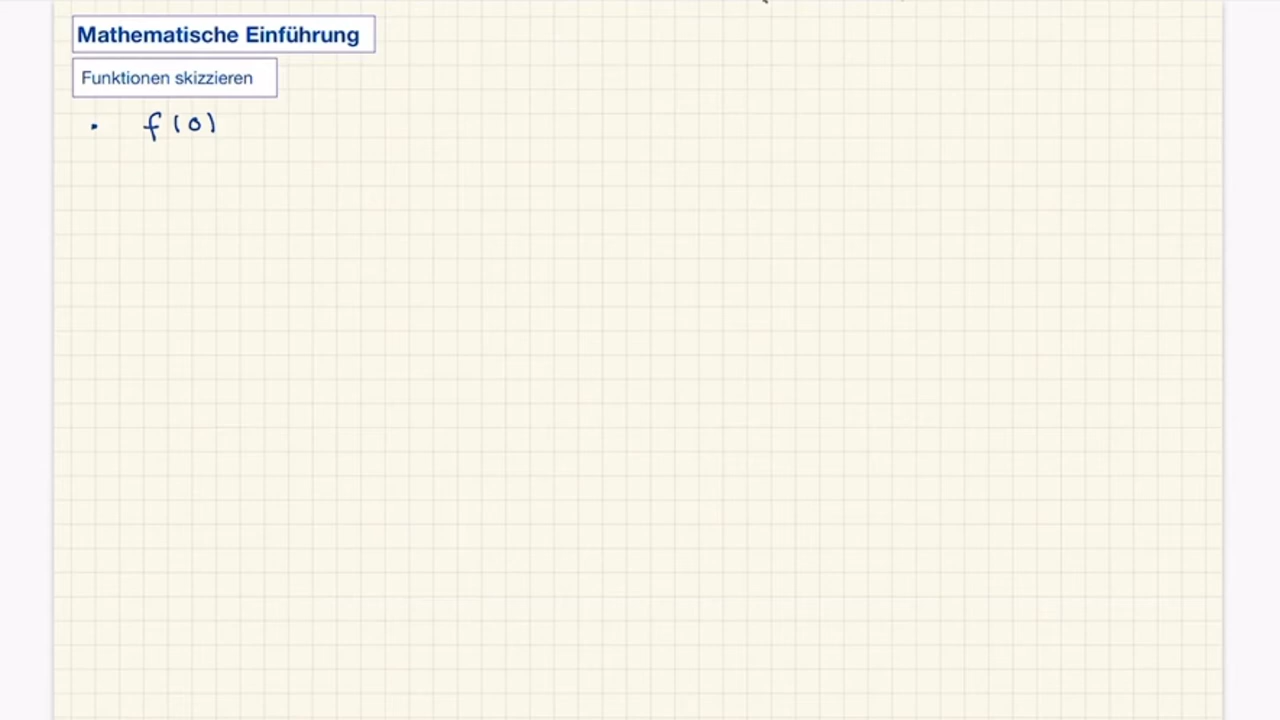 Mathematische Einführung
Funktionen skizzieren
• f(0)